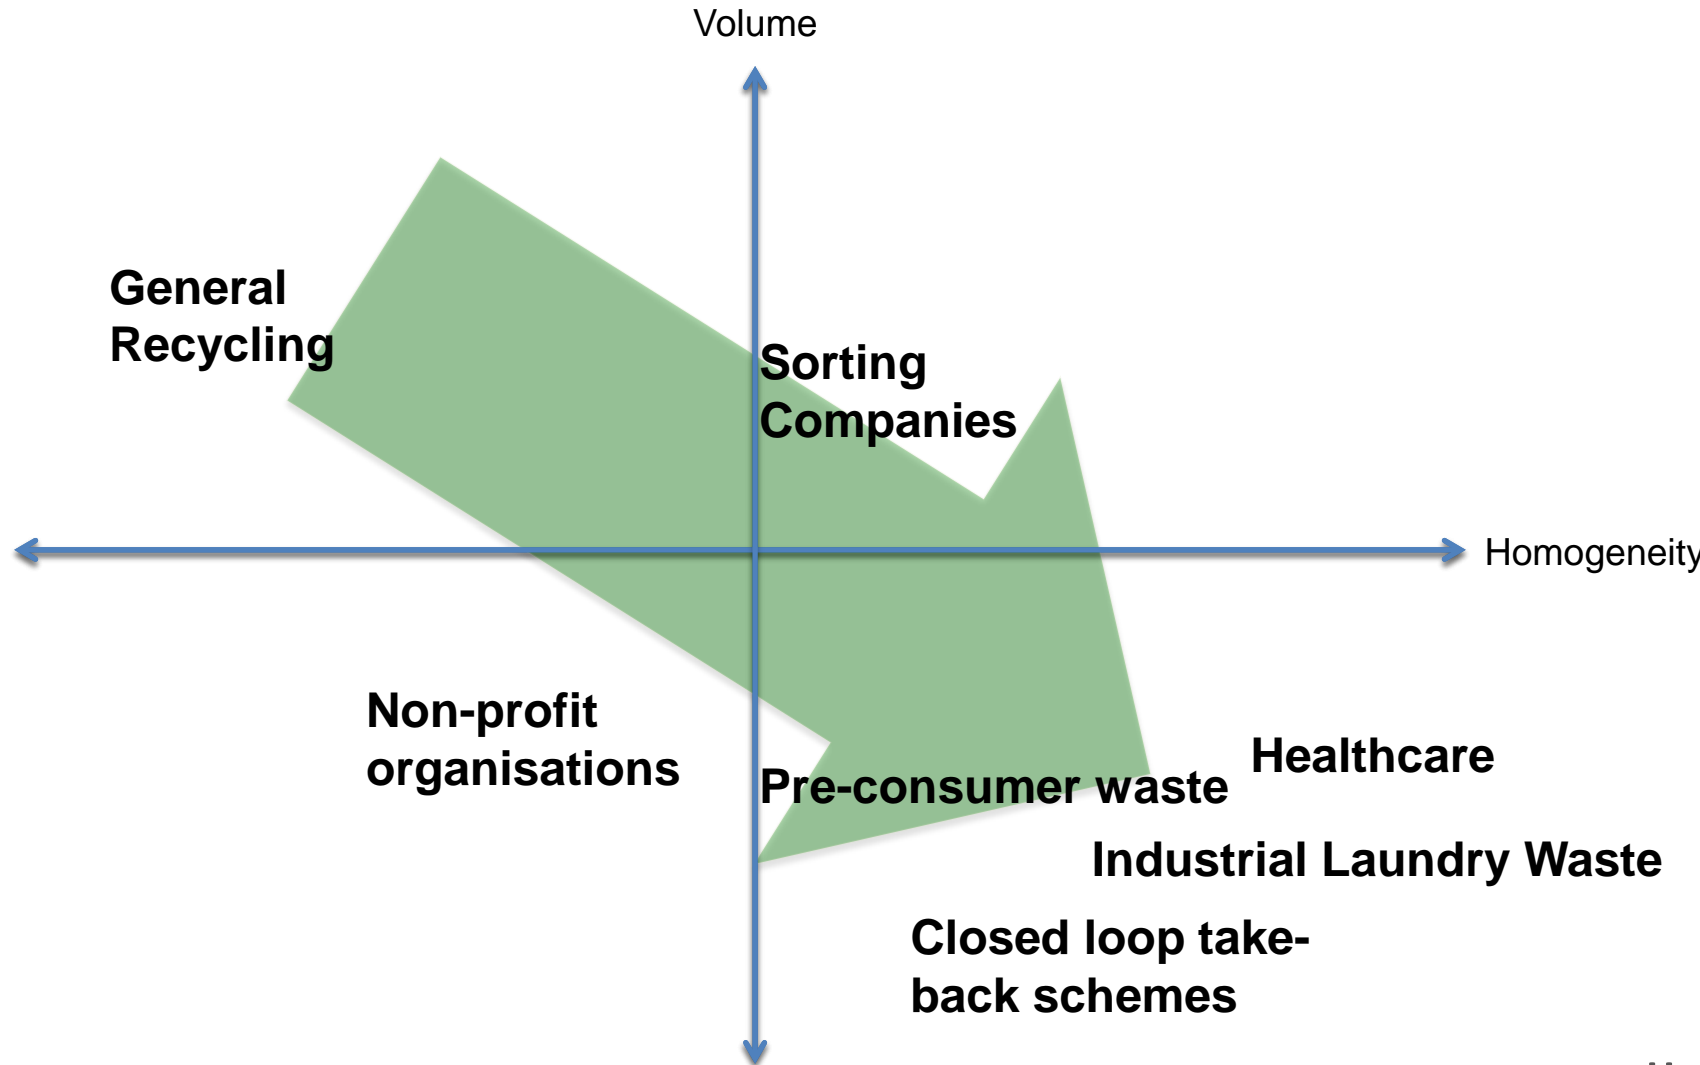 Volume
General
Recycling
Sorting
Companies
Homogeneity
Non-profit
organisations
Pre-consumer waste
Healthcare
Industrial Laundry Waste
Closed loop take-
back schemes